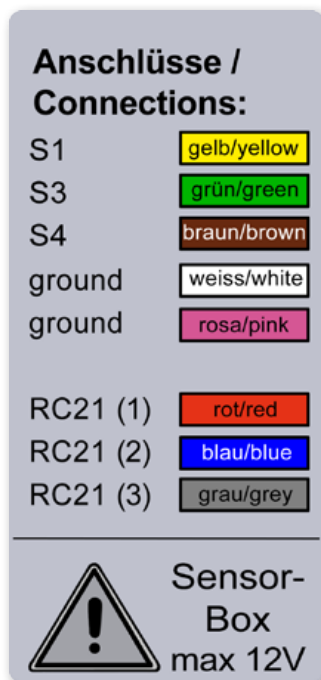 Anschlüsse /
Connections:
S1 gelb/yellow
S3 grün/green
S4 braun/brown
ground weiss/white
ground rosa/pink
RC21 (1) rot/red
RC21 (2) blau/blue
RC21 (3) grau/grey
Sensor-
Box
max 12V